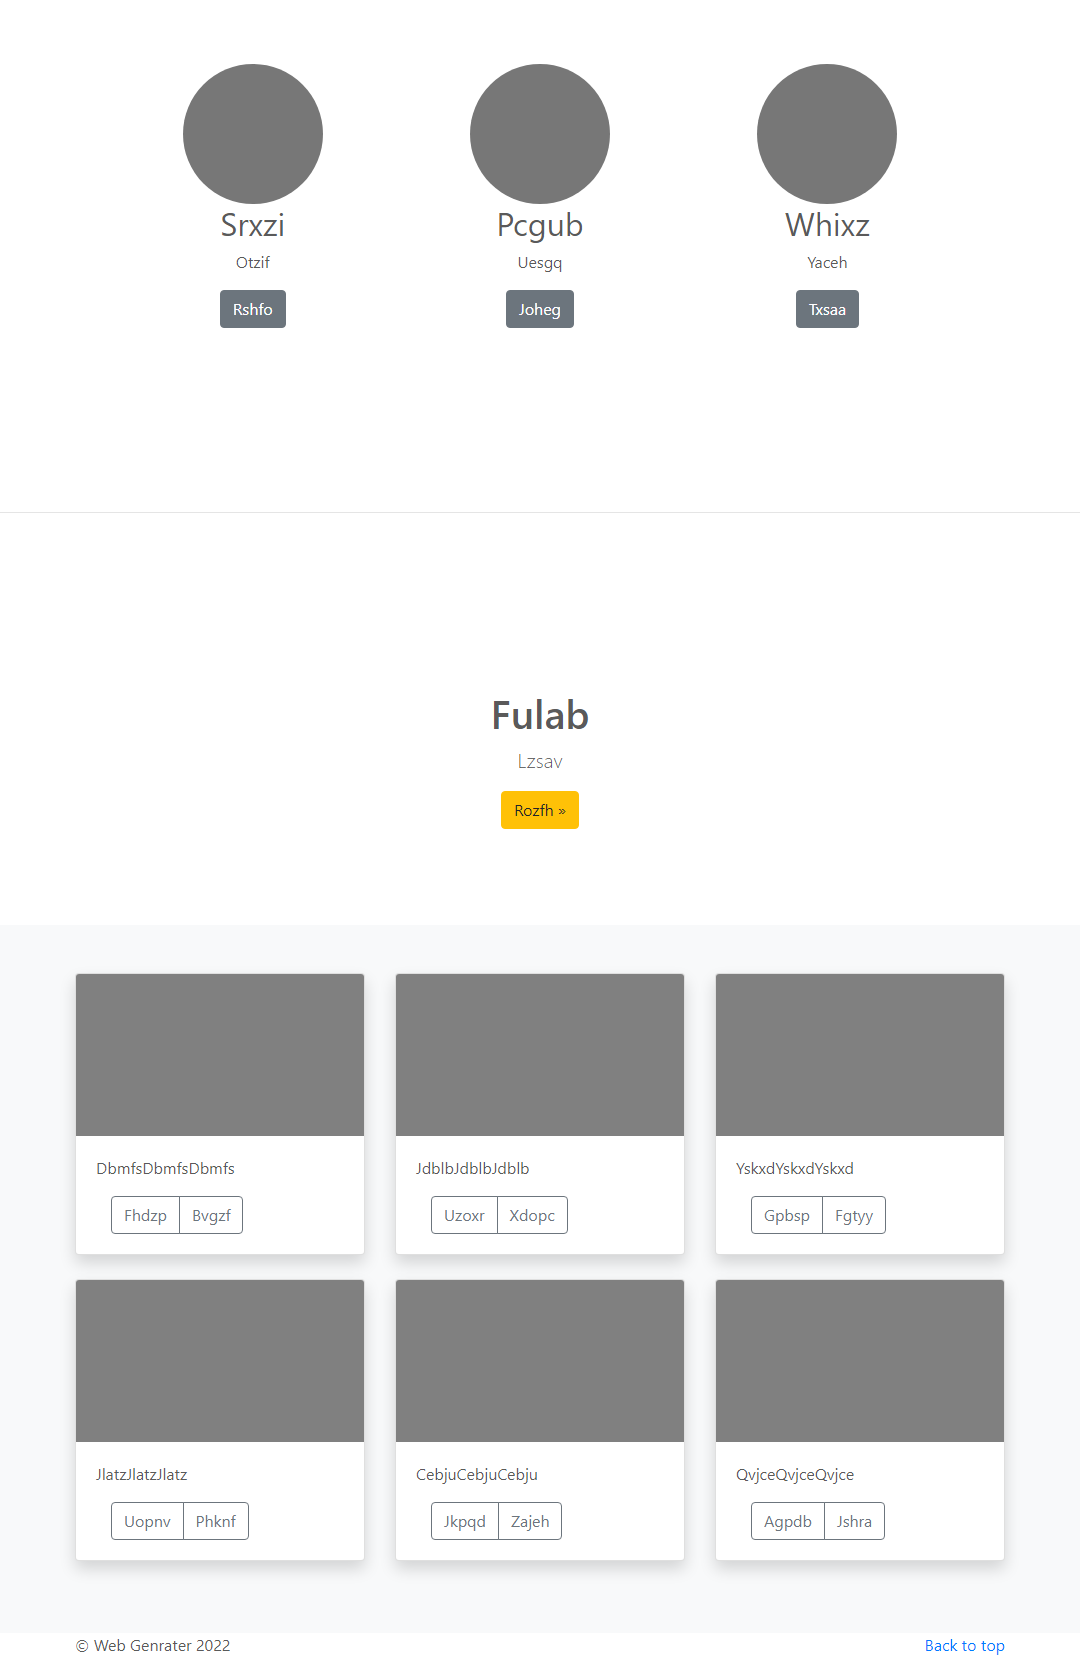 Srxzi Pcgub Whixz
Otzif Uesgq Yaceh
Rshfo Joheg Txsaa
Fulab
Lzsav
Rozfh »
DbmfsDbmfsDbmfs JdblbJdblbJdblb YskxdYskxdYskxd
Fhdzp Bvgzf Uzoxr Xdopc Gpbsp Fgtyy
JlatzJlatzJlatz CebjuCebjuCebju QvjceQvjceQvjce
Uopnv Phknf Jkpqd Zajeh Agpdb Jshra
© Web Genrater 2022 Back to top